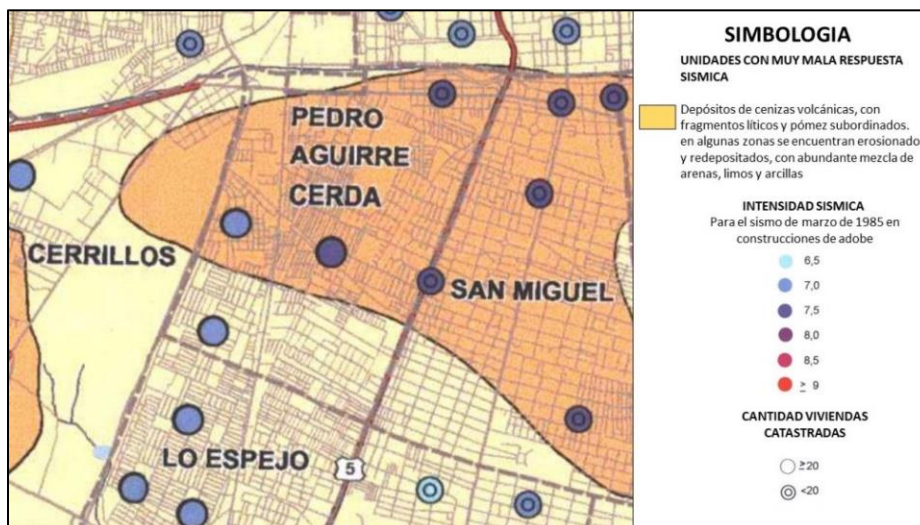 PEDRO
AGUIRRE
CERDA
CERRILLOS
SAN MIGUEL
LO ESPEJO
5
SIMBOLOGIA
UNIDADES CON MUY MALA RESPUESTA
SISMICA
Depósitos de cenizas volcánicas, con
fragmentos líticos y pómez subordinados.
en algunas zonas se encuentran erosionado
y redepositados, con abundante mezcla de
arenas, limos y arcillas
INTENSIDAD SISMICA
Para el sismo de marzo de 1985 en
construcciones de adobe
6,5
7,0
7,5
8,0
8,5
≥ 9
CANTIDAD VIVIENDAS
CATASTRADAS
≥20
<20